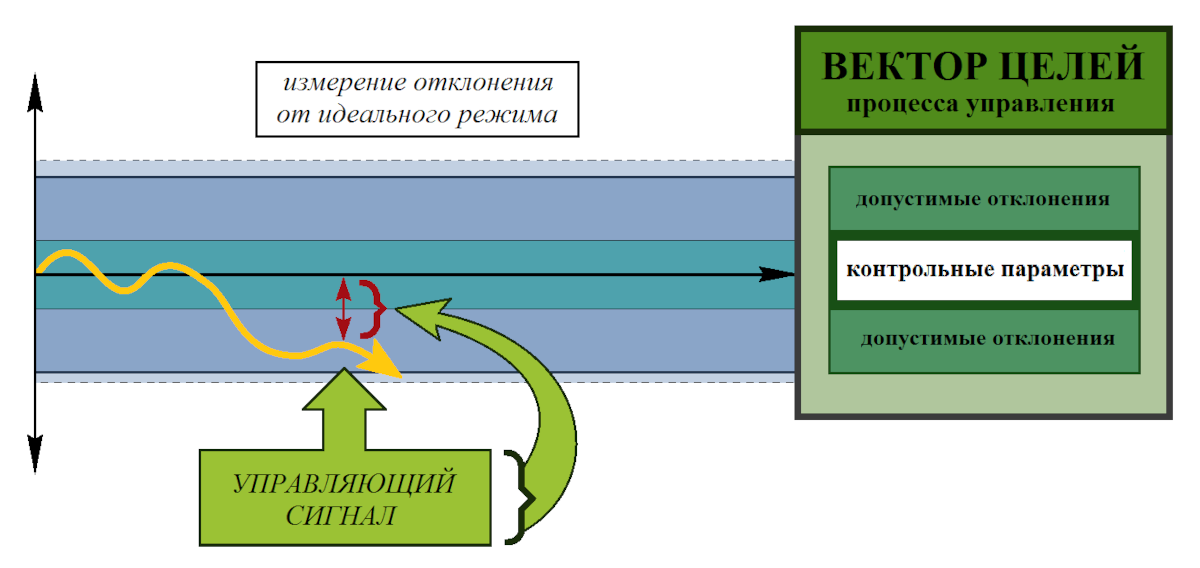 измерение отклонения
от идеального режима
ВЕКТОР ЦЕЛЕЙ
процесса управления
допустимые отклонения
контрольные параметры
допустимые отклонения
УПРАВЛЯЮЩИЙ
СИГНАЛ